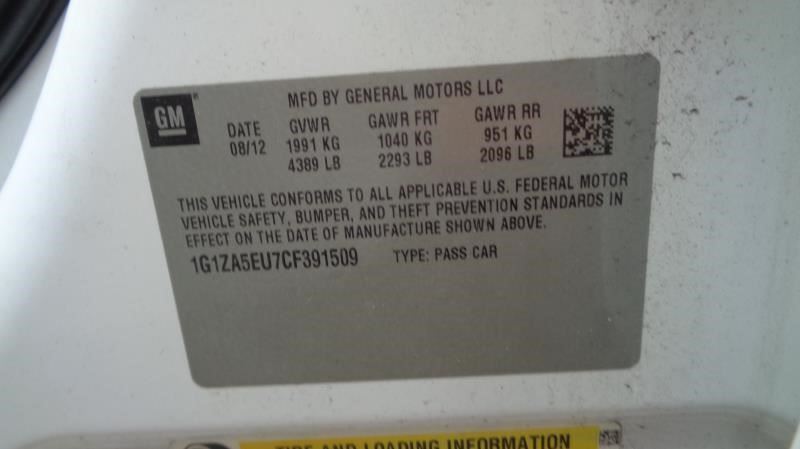 MFD BY GENERAL MOTORS LLC
GM®
DATE GVWR GAWR FRT GAWR RR
08/12 1991 KG 1040 KG 951 KG
4389 LB 2293 LB 2096 LB
THIS VEHICLE CONFORMS TO ALL APPLICABLE U.S. FEDERAL MOTOR
VEHICLE SAFETY, BUMPER, AND THEFT PREVENTION STANDARDS IN
EFFECT ON THE DATE OF MANUFACTURE SHOWN ABOVE.
1G1ZA5EU7CF391509 TYPE: PASS CAR
TIRE AND LOADING INFORMATION